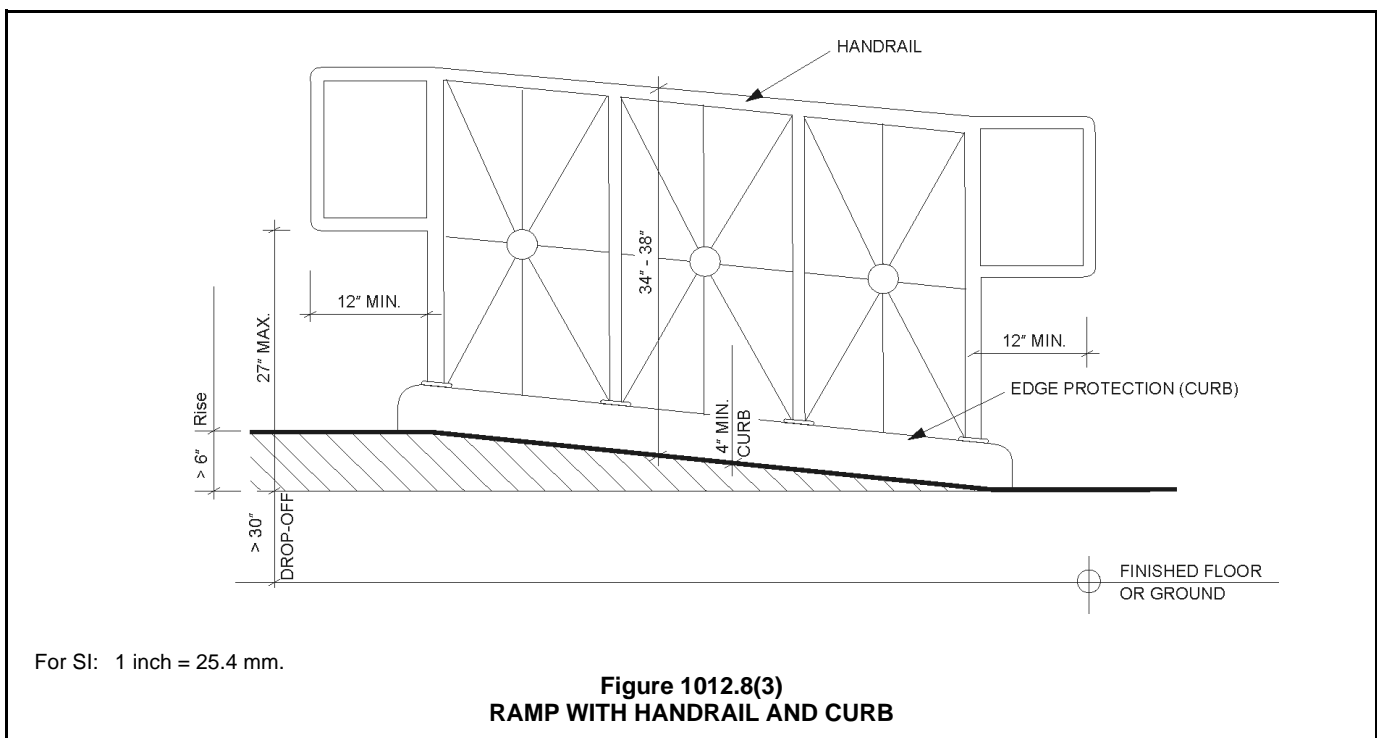 HANDRAIL
34" - 38"
12" MIN.
27" MAX.
12" MIN.
EDGE PROTECTION (CURB)
Rise
4" MIN.
CURB
> 6"
> 30"
DROP-OFF
FINISHED FLOOR
OR GROUND
For SI: 1 inch = 25.4 mm.
Figure 1012.8(3)
RAMP WITH HANDRAIL AND CURB